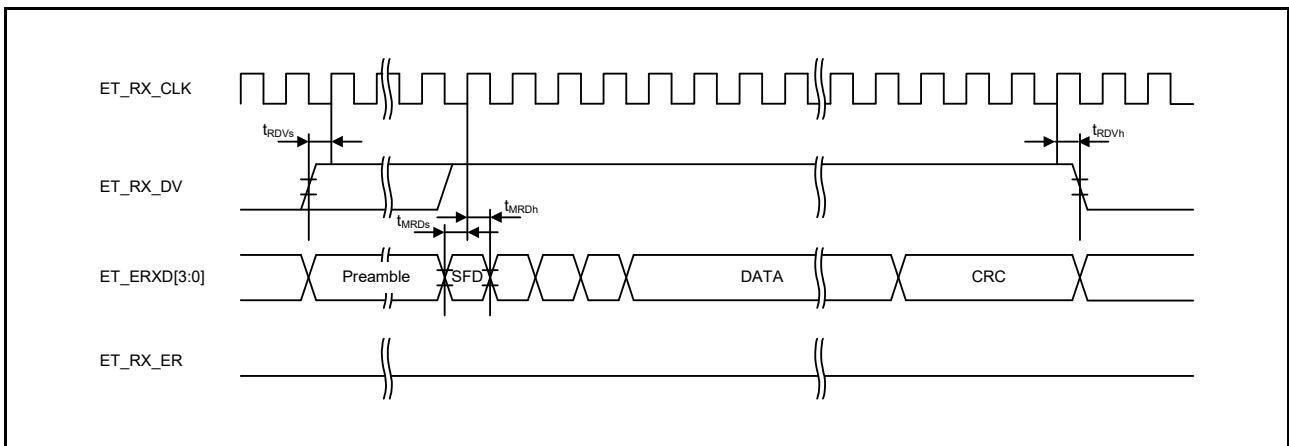 ET_RX_CLK
tRDVs
tRDVh
ET_RX_DV
tMRDs
tMRDh
ET_ERXD[3:0]
Preamble
SFD
DATA
CRC
ET_RX_ER